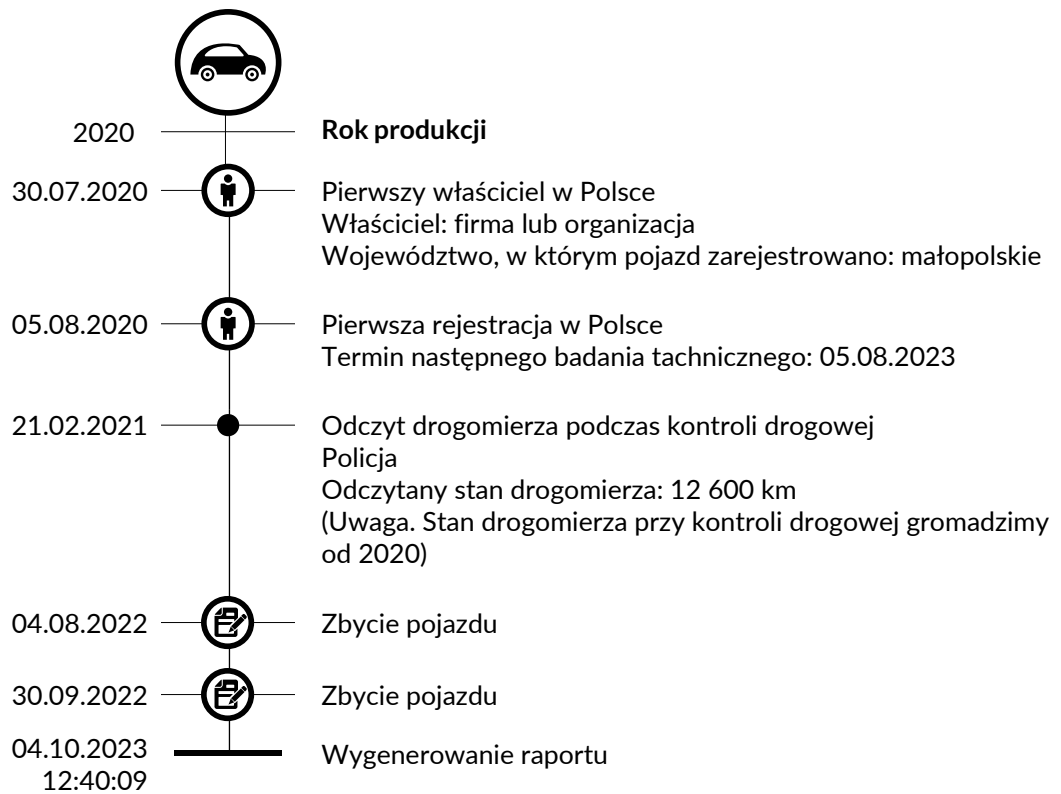 2020
Rok produkcji
30.07.2020
Pierwszy właściciel w Polsce
Właściciel: firma lub organizacja
Województwo, w którym pojazd zarejestrowano: małopolskie
05.08.2020
Pierwsza rejestracja w Polsce
Termin następnego badania tachnicznego: 05.08.2023
21.02.2021
Odczyt drogomierza podczas kontroli drogowej
Policja
Odczytany stan drogomierza: 12 600 km
(Uwaga. Stan drogomierza przy kontroli drogowej gromadzimy
od 2020)
04.08.2022
Zbycie pojazdu
30.09.2022
Zbycie pojazdu
04.10.2023
12:40:09
Wygenerowanie raportu